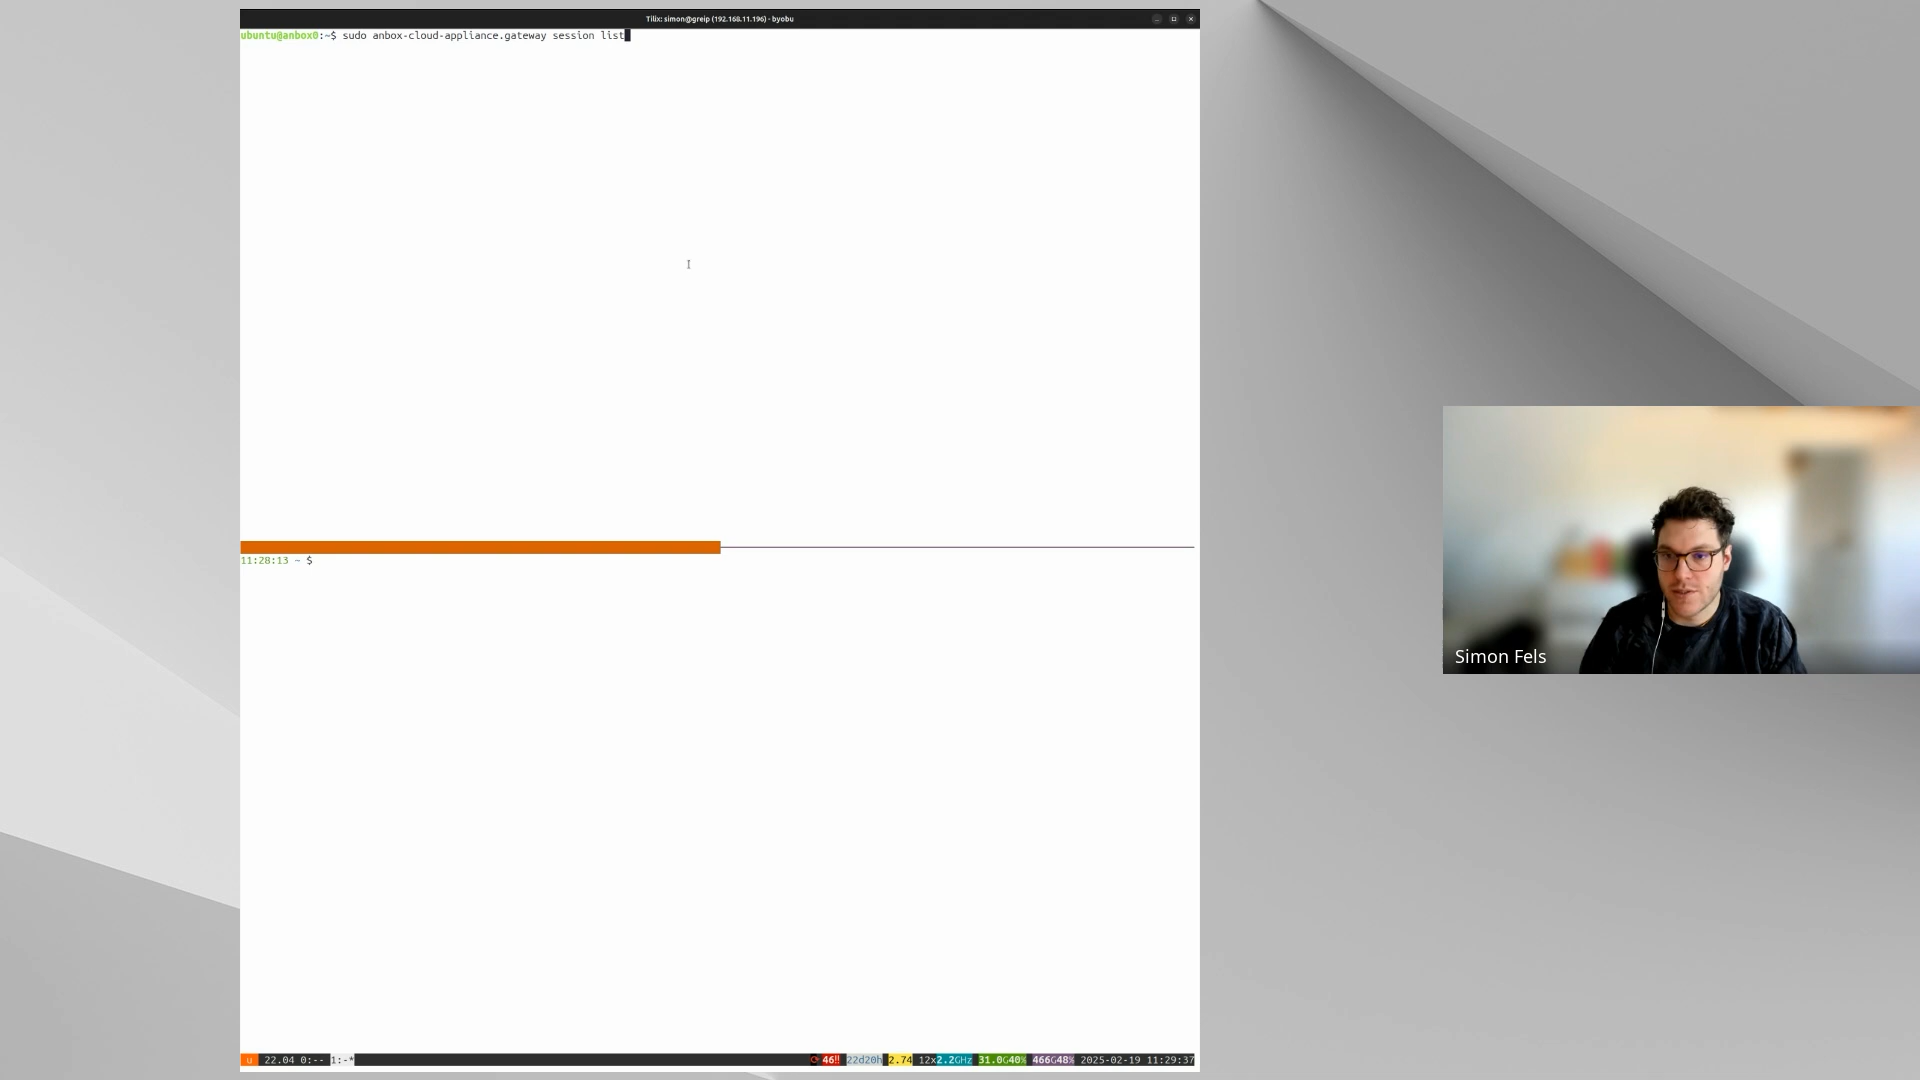 Tilix: simon@greip (192.168.11.196) - byobu
ubuntu@anbox0:~$ sudo anbox-cloud-appliance.gateway session list
11:28:13 ~ $
Simon Fels
u 22.04 0:-- 1:-* 46!! 22d20h 2.74 12x2.2GHz 31.0G40% 466G48% 2025-02-19 11:29:37